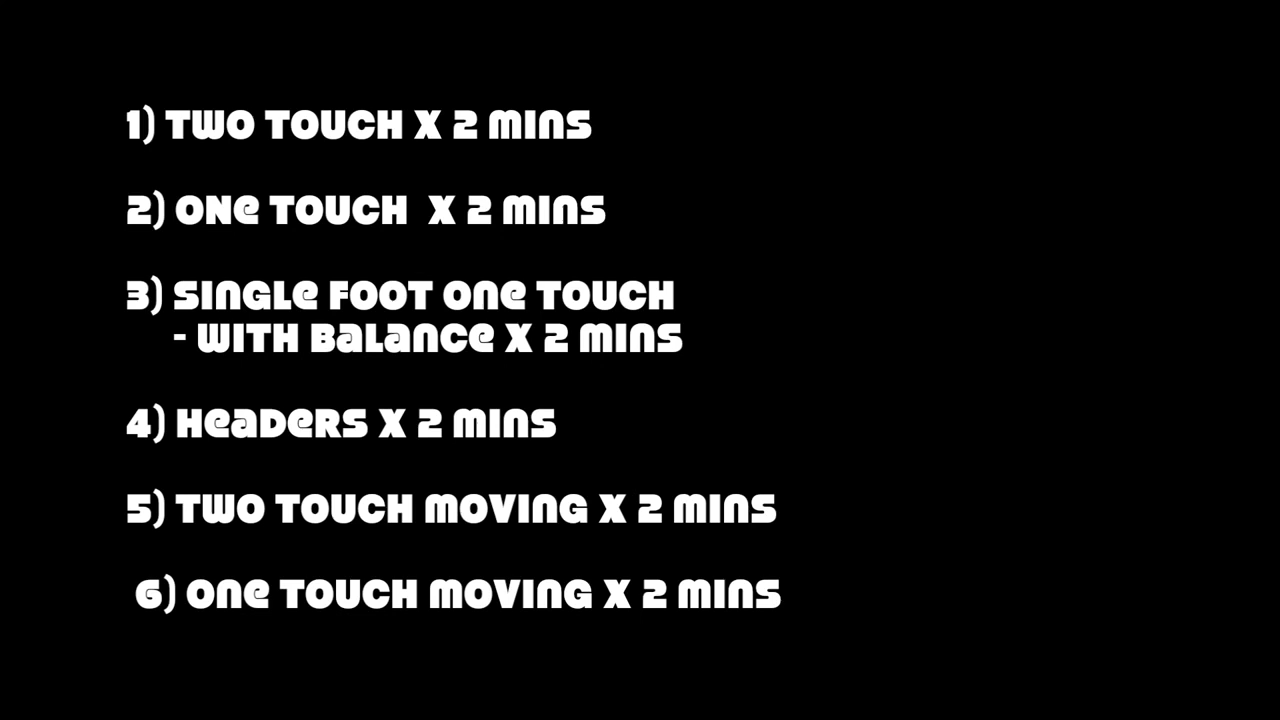 1) TWO TOUCH X 2 MINS
2) ONE TOUCH  X 2 MINS
3) SINGLE FOOT ONE TOUCH
- WITH BALANCE X 2 MINS
4) HEADERS X 2 MINS
5) TWO TOUCH MOVING X 2 MINS
6) ONE TOUCH MOVING X 2 MINS